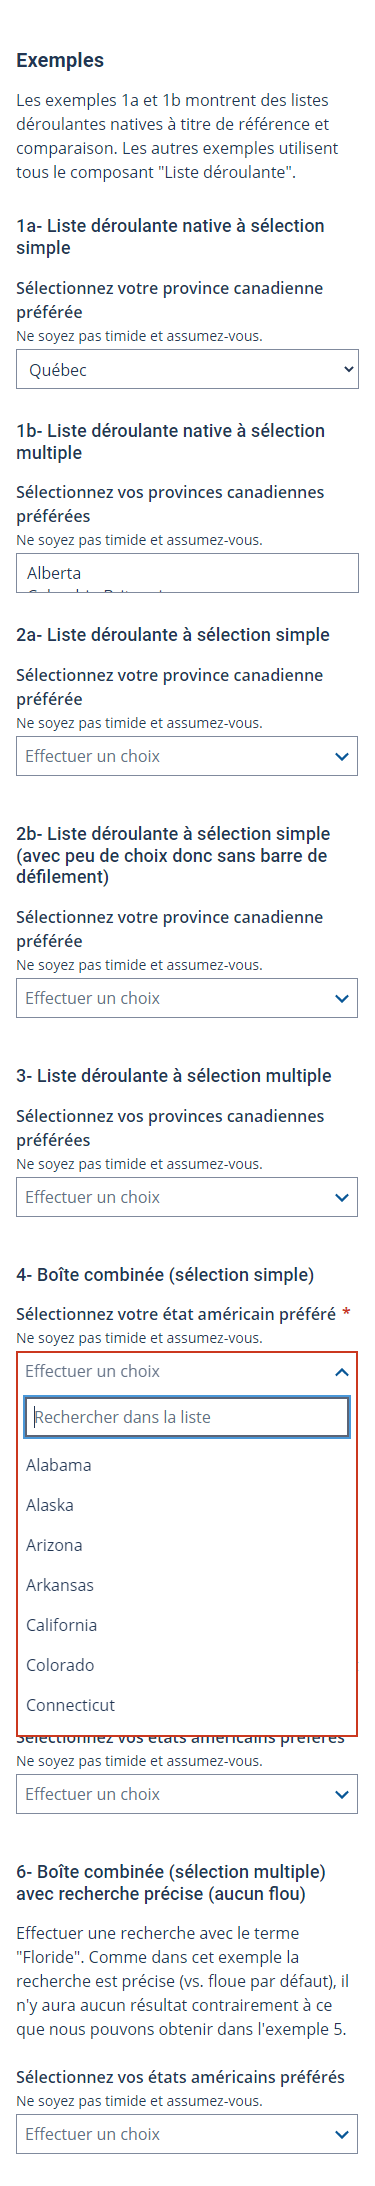 Exemples
Les exemples 1a et 1b montrent des listes
déroulantes natives à titre de référence et
comparaison. Les autres exemples utilisent
tous le composant "Liste déroulante".
1a- Liste déroulante native à sélection
simple
Sélectionnez votre province canadienne
préférée
Ne soyez pas timide et assumez-vous.
Québec
1b- Liste déroulante native à sélection
multiple
Sélectionnez vos provinces canadiennes
préférées
Ne soyez pas timide et assumez-vous.
Alberta
2a- Liste déroulante à sélection simple
Sélectionnez votre province canadienne
préférée
Ne soyez pas timide et assumez-vous.
Effectuer un choix
2b- Liste déroulante à sélection simple
(avec peu de choix donc sans barre de
défilement)
Sélectionnez votre province canadienne
préférée
Ne soyez pas timide et assumez-vous.
Effectuer un choix
3- Liste déroulante à sélection multiple
Sélectionnez vos provinces canadiennes
préférées
Ne soyez pas timide et assumez-vous.
Effectuer un choix
4- Boîte combinée (sélection simple)
Sélectionnez votre état américain préféré *
Ne soyez pas timide et assumez-vous.
Effectuer un choix
Rechercher dans la liste
Alabama
Alaska
Arizona
Arkansas
California
Colorado
Connecticut
Sélectionnez vos états américains préférés
Ne soyez pas timide et assumez-vous.
Effectuer un choix
6- Boîte combinée (sélection multiple)
avec recherche précise (aucun flou)
Effectuer une recherche avec le terme
"Floride". Comme dans cet exemple la
recherche est précise (vs. floue par défaut), il
n'y aura aucun résultat contrairement à ce
que nous pouvons obtenir dans l'exemple 5.
Sélectionnez vos états américains préférés
Ne soyez pas timide et assumez-vous.
Effectuer un choix